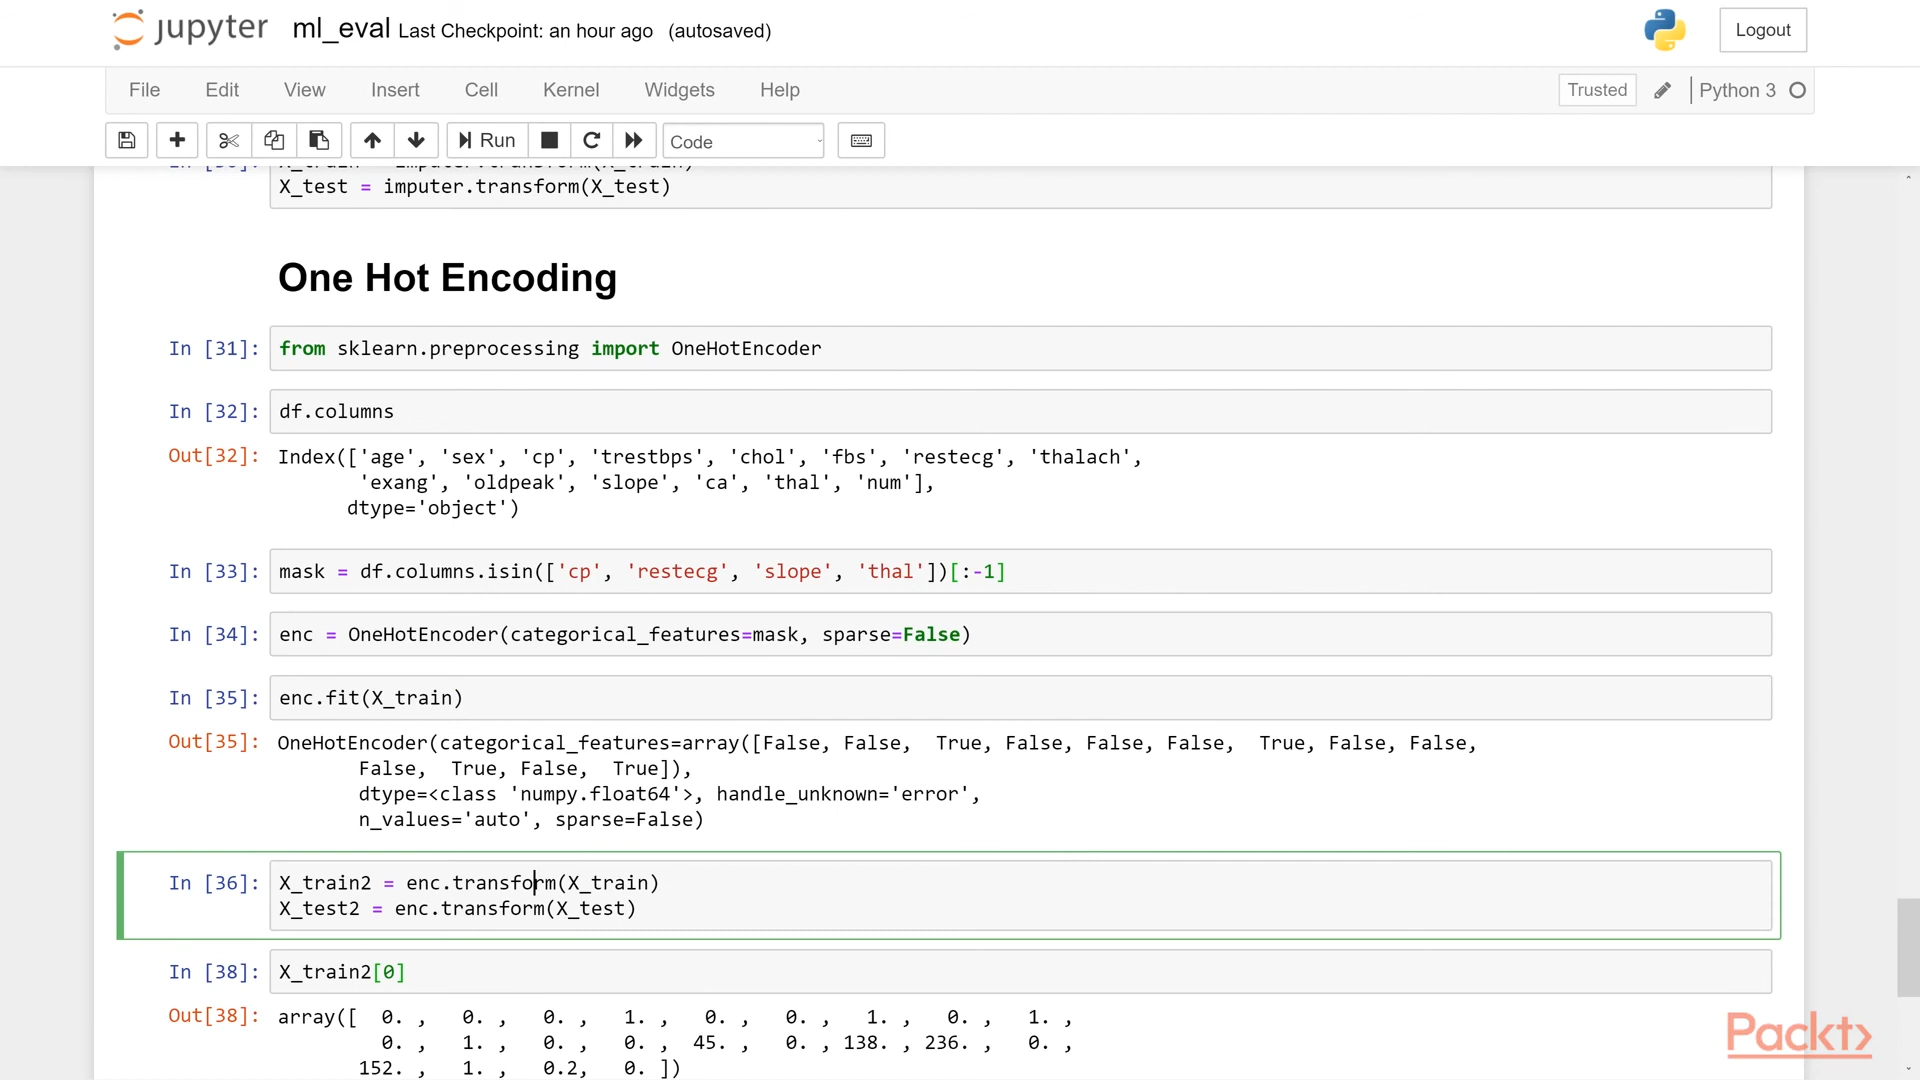 jupyter ml_eval Last Checkpoint: an hour ago (autosaved) Logout
File Edit View Insert Cell Kernel Widgets Help Trusted Python 3
Run Code
X_test = imputer.transform(X_test)
One Hot Encoding
In [31]: from sklearn.preprocessing import OneHotEncoder
In [32]: df.columns
Out[32]: Index(['age', 'sex', 'cp', 'trestbps', 'chol', 'fbs', 'restecg', 'thalach',
'exang', 'oldpeak', 'slope', 'ca', 'thal', 'num'],
dtype='object')
In [33]: mask = df.columns.isin(['cp', 'restecg', 'slope', 'thal'])[:-1]
In [34]: enc = OneHotEncoder(categorical_features=mask, sparse=False)
In [35]: enc.fit(X_train)
Out[35]: OneHotEncoder(categorical_features=array([False, False, True, False, False, False, True, False, False,
False, True, False, True]),
dtype=<class 'numpy.float64'>, handle_unknown='error',
n_values='auto', sparse=False)
In [36]: X_train2 = enc.transform(X_train)
X_test2 = enc.transform(X_test)
In [38]: X_train2[0]
Out[38]: array([ 0. , 0. , 0. , 1. , 0. , 0. , 1. , 0. , 1. ,
0. , 1. , 0. , 0. , 45. , 0. , 138. , 236. , 0. ,
152. , 1. , 0.2, 0. ])
Packt>